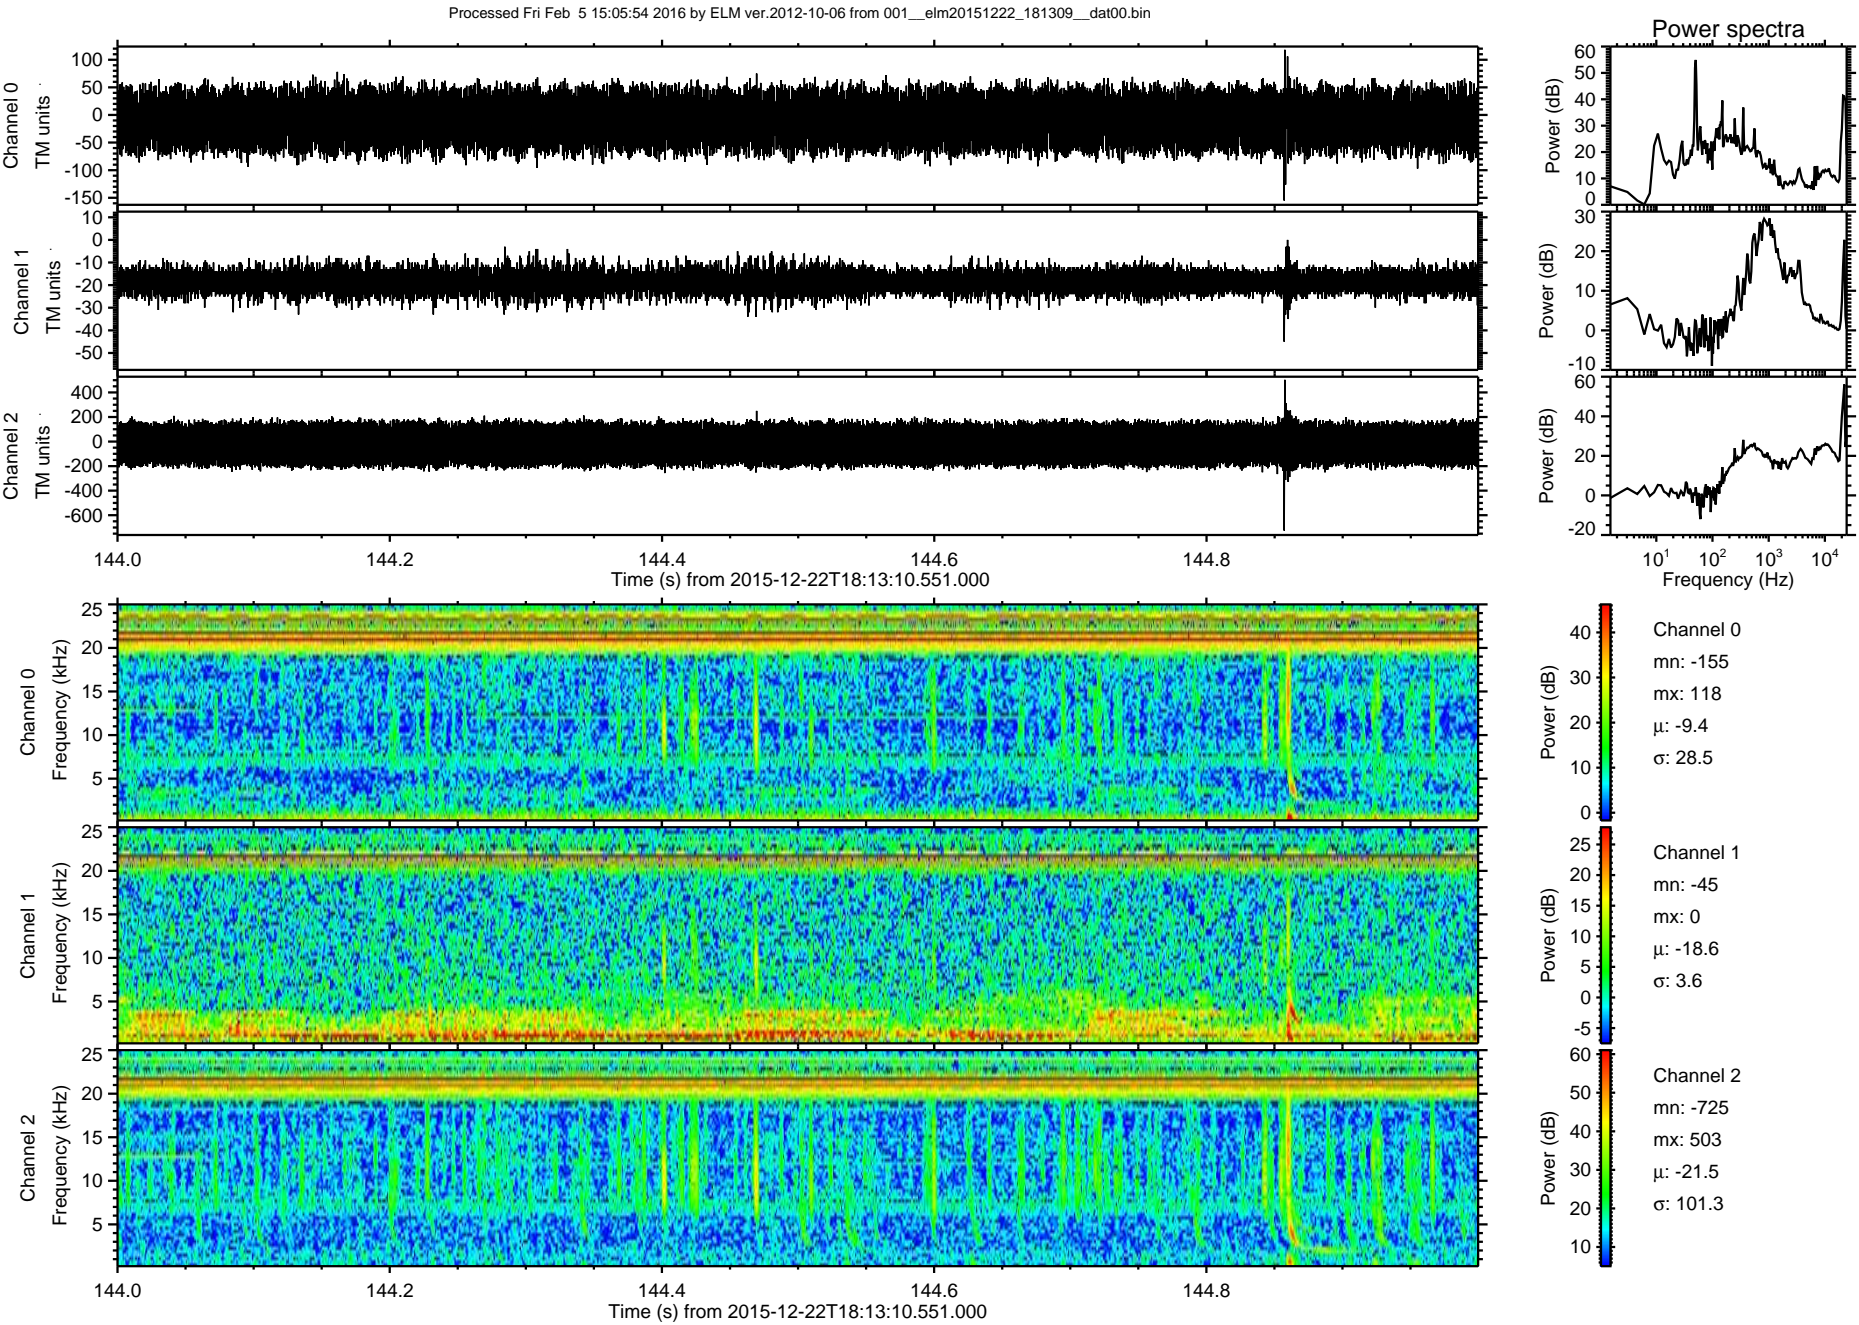 Processed Fri Feb 5 15:05:54 2016 by ELM ver.2012-10-06 from 001__elm20151222_181309__dat00.bin
Power spectra
Channel 0
TM units
100
50
0
-50
-100
-150
Power (dB)
60
50
40
30
20
10
0
Channel 1
TM units
10
0
-10
-20
-30
-40
-50
Power (dB)
30
20
10
0
-10
Channel 2
TM units
400
200
0
-200
-400
-600
Power (dB)
60
40
20
0
-20
144.0 144.2 144.4 144.6 144.8
Time (s) from 2015-12-22T18:13:10.551.000
10^1 10^2 10^3 10^4
Frequency (Hz)
Channel 0
Frequency (kHz)
25
20
15
10
5
Power (dB)
40
30
20
10
0
Channel 0
mn: -155
mx: 118
μ: -9.4
σ: 28.5
Channel 1
Frequency (kHz)
25
20
15
10
5
Power (dB)
25
20
15
10
5
0
-5
Channel 1
mn: -45
mx: 0
μ: -18.6
σ: 3.6
Channel 2
Frequency (kHz)
25
20
15
10
5
Power (dB)
60
50
40
30
20
10
Channel 2
mn: -725
mx: 503
μ: -21.5
σ: 101.3
144.0 144.2 144.4 144.6 144.8
Time (s) from 2015-12-22T18:13:10.551.000